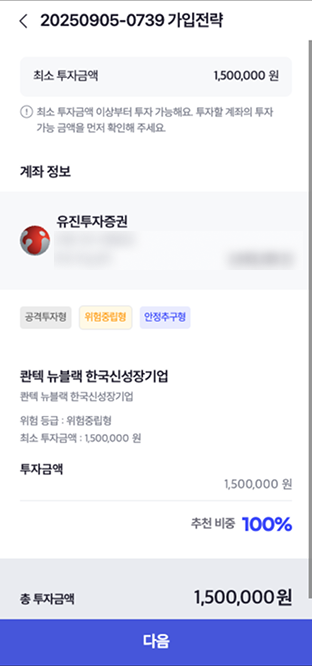 20250905-0739 가입전략
최소 투자금액 1,500,000 원
최소 투자금액 이상부터 투자 가능해요. 투자할 계좌의 투자
가능 금액을 먼저 확인해 주세요.
계좌 정보
유진투자증권
공격투자형 위험중립형 안정추구형
콴텍 뉴블랙 한국신성장기업
콴텍 뉴블랙 한국신성장기업
위험 등급 : 위험중립형
최소 투자금액 : 1,500,000 원
투자금액
1,500,000 원
추천 비중 100%
총 투자금액 1,500,000원
다음